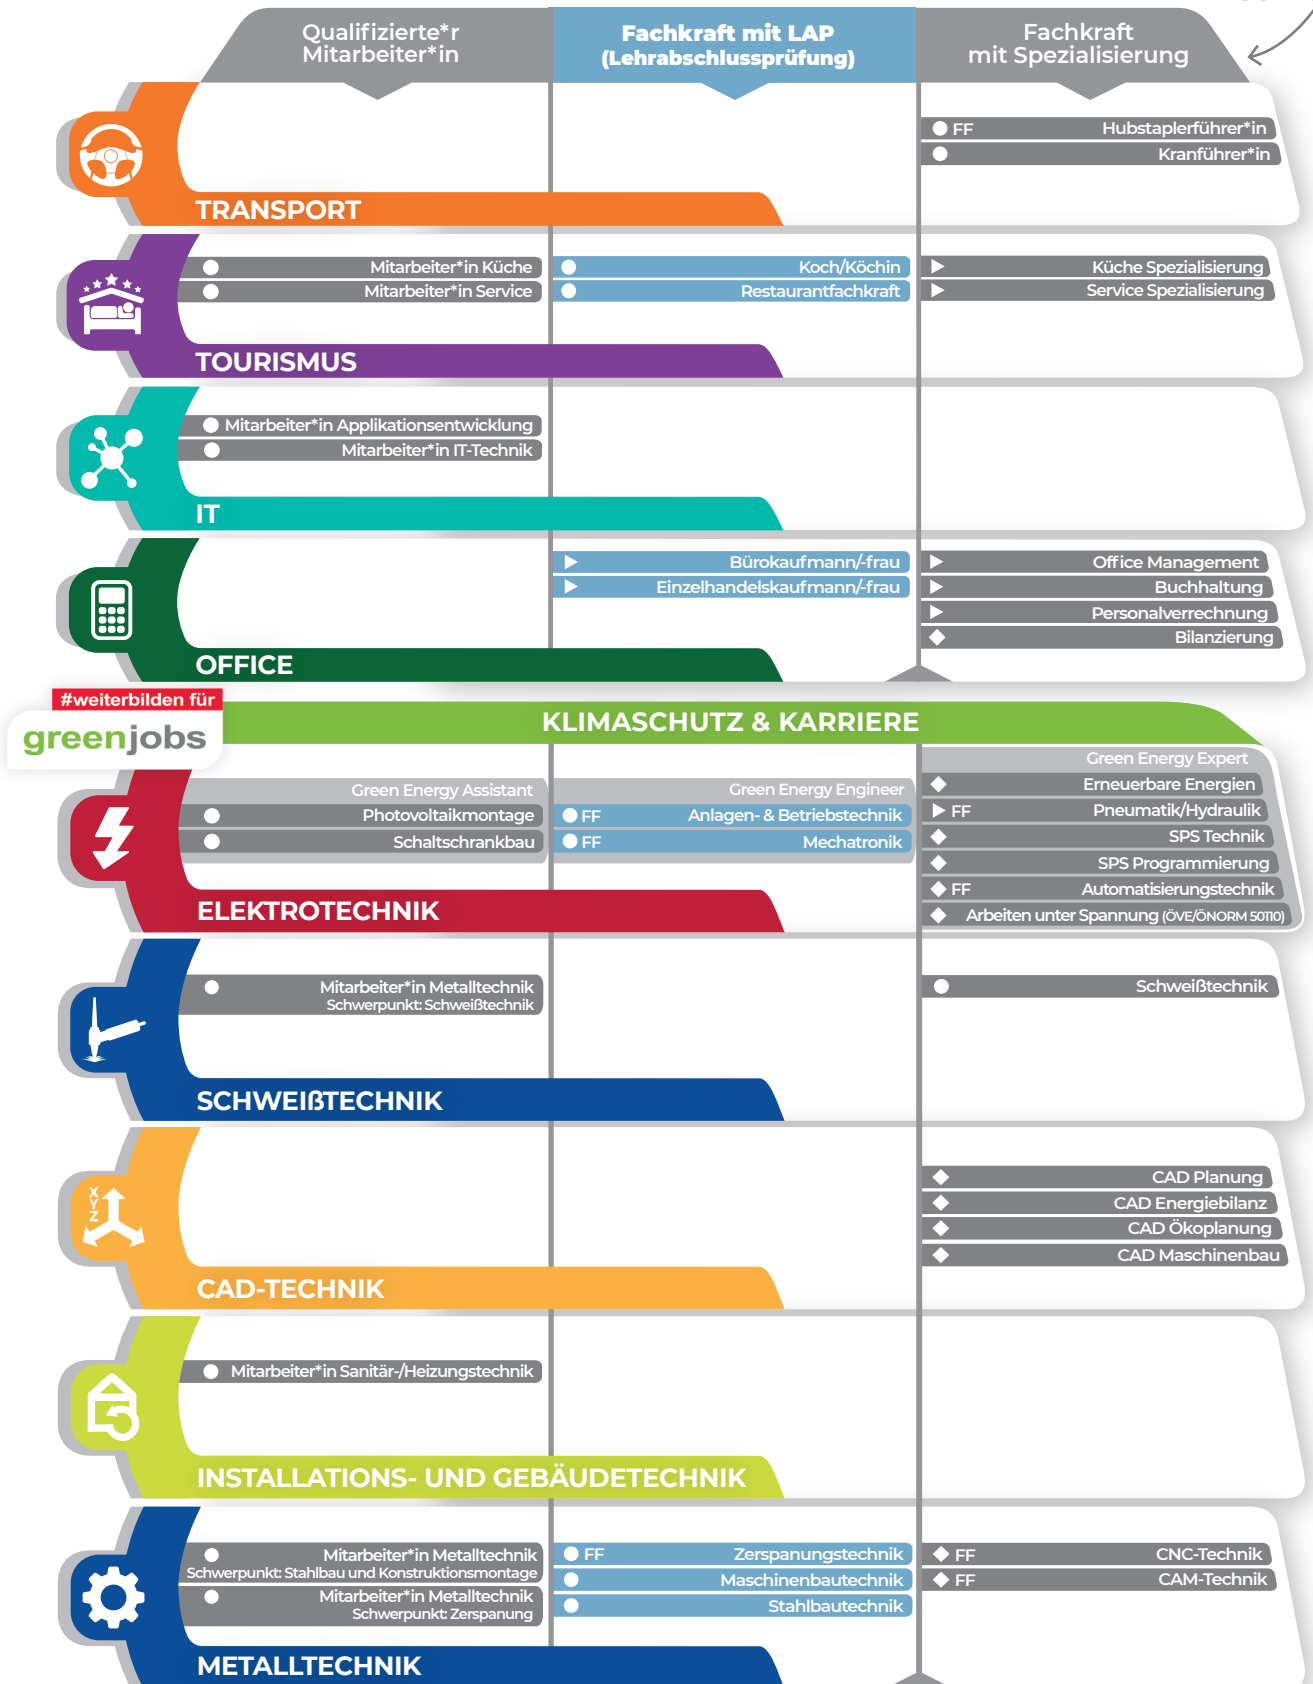 Qualifizierte*r
Mitarbeiter*in
Fachkraft mit LAP
(Lehrabschlussprüfung)
Fachkraft
mit Spezialisierung
FF Hubstaplerführer*in
Kranführer*in
TRANSPORT
Mitarbeiter*in Küche
Mitarbeiter*in Service
Koch/Köchin
Restaurantfachkraft
Küche Spezialisierung
Service Spezialisierung
TOURISMUS
Mitarbeiter*in Applikationsentwicklung
Mitarbeiter*in IT-Technik
IT
Bürokaufmann/-frau
Einzelhandelskaufmann/-frau
Office Management
Buchhaltung
Personalverrechnung
Bilanzierung
OFFICE
#weiterbilden für
greenjobs
KLIMASCHUTZ & KARRIERE
Green Energy Assistant
Photovoltaikmontage
Schaltschrankbau
Green Energy Engineer
FF Anlagen- & Betriebstechnik
FF Mechatronik
Green Energy Expert
Erneuerbare Energien
FF Pneumatik/Hydraulik
SPS Technik
SPS Programmierung
FF Automatisierungstechnik
Arbeiten unter Spannung (ÖVE/ÖNORM 50110)
ELEKTROTECHNIK
Mitarbeiter*in Metalltechnik
Schwerpunkt: Schweißtechnik
Schweißtechnik
SCHWEIßTECHNIK
X
Y
Z
CAD Planung
CAD Energiebilanz
CAD Ökoplanung
CAD Maschinenbau
CAD-TECHNIK
Mitarbeiter*in Sanitär-/Heizungstechnik
INSTALLATIONS- UND GEBÄUDETECHNIK
Mitarbeiter*in Metalltechnik
Schwerpunkt: Stahlbau und Konstruktionsmontage
Mitarbeiter*in Metalltechnik
Schwerpunkt: Zerspanung
FF Zerspanungstechnik
Maschinenbautechnik
Stahlbautechnik
FF CNC-Technik
FF CAM-Technik
METALLTECHNIK